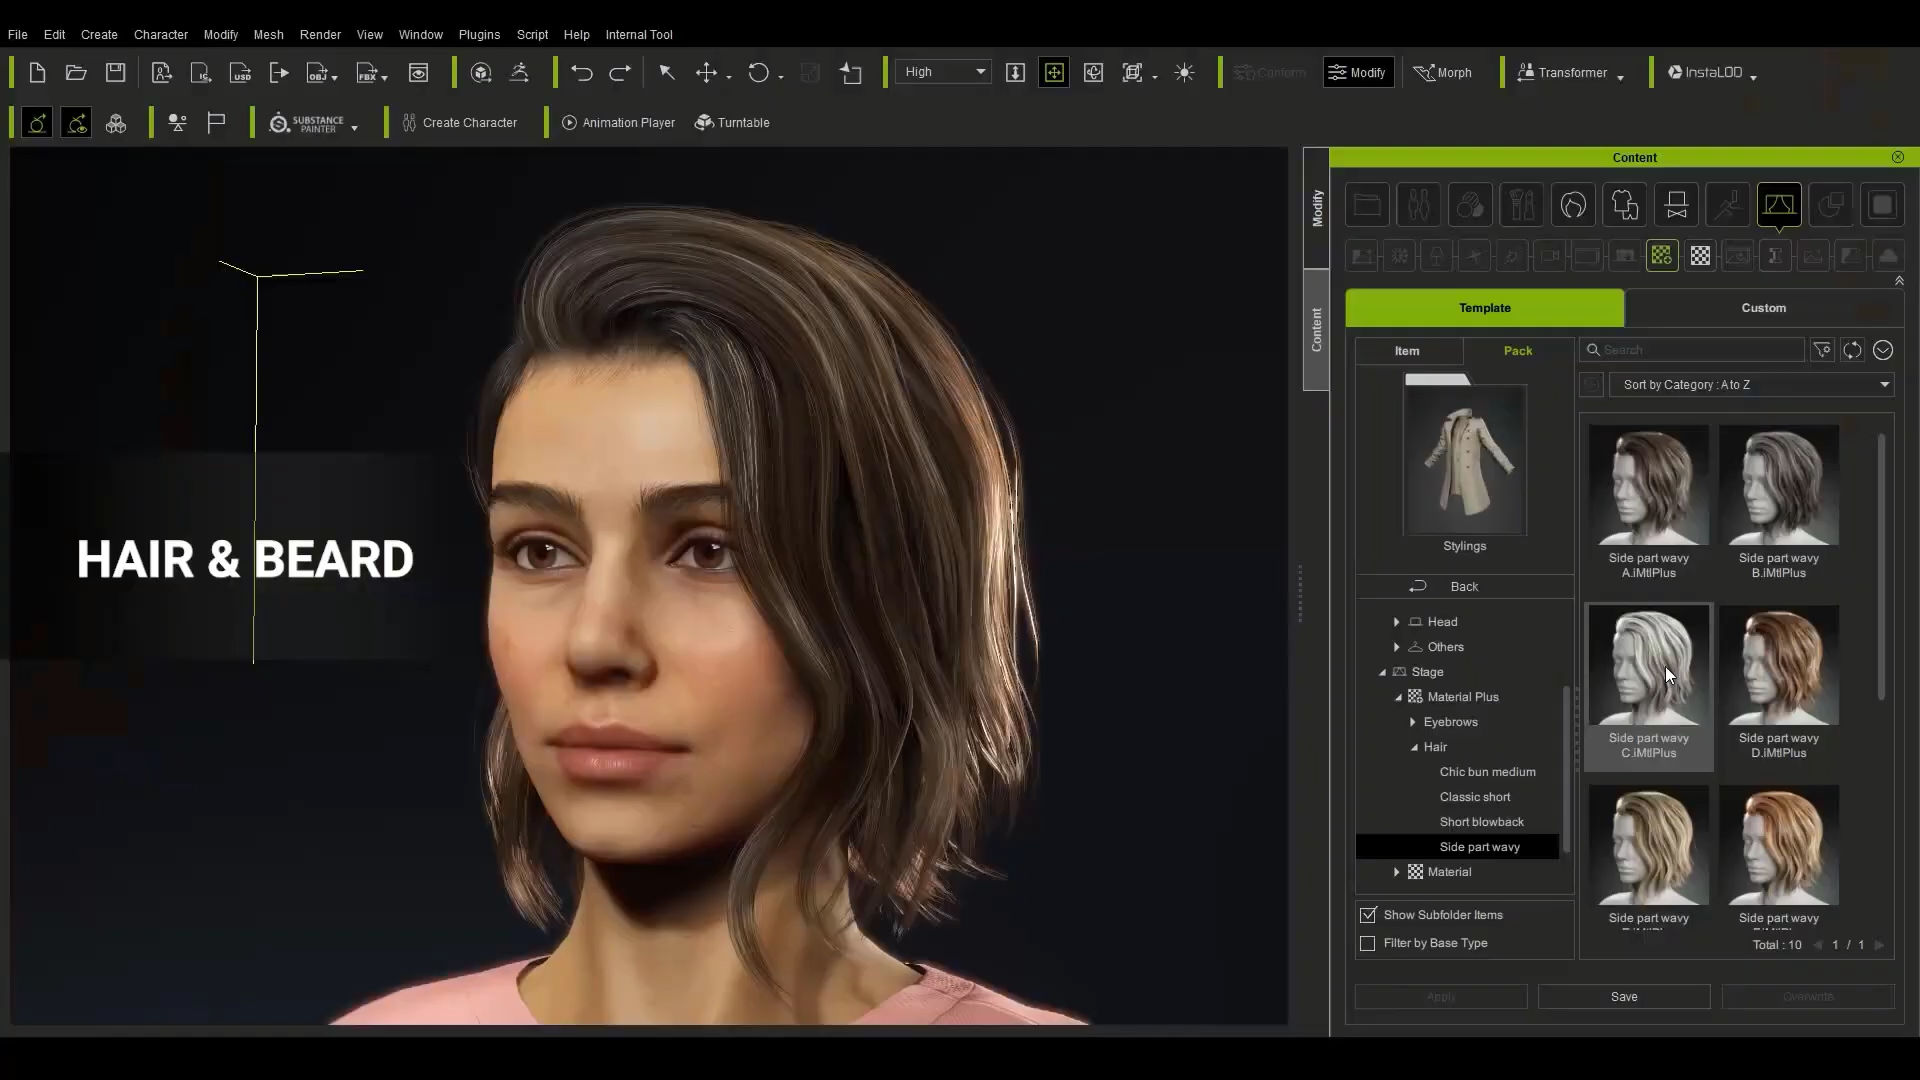 File Edit Create Character Modify Mesh Render View Window Plugins Script Help Internal Tool
IC USD OBJ FBX High Conform Modify Morph Transformer InstaLOD
SUBSTANCE PAINTER Create Character Animation Player Turntable
HAIR & BEARD
Modify
Content
Content
Template Custom
Item Pack Search
Sort by Category : A to Z
Stylings
Back
Head
Others
Stage
Material Plus
Eyebrows
Hair
Chic bun medium
Classic short
Short blowback
Side part wavy
Material
Show Subfolder Items
Filter by Base Type
Side part wavy
A.iMtlPlus
Side part wavy
B.iMtlPlus
Side part wavy
C.iMtlPlus
Side part wavy
D.iMtlPlus
Side part wavy
Side part wavy
Total : 10 1 / 1
Apply Save Overwrite